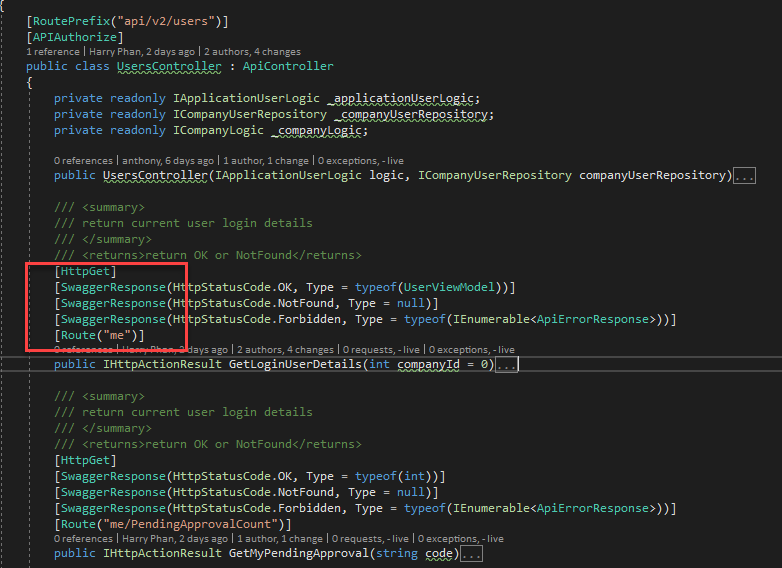 {
[RoutePrefix("api/v2/users")]
[APIAuthorize]
1 reference | Harry Phan, 2 days ago | 2 authors, 4 changes
public class UsersController : ApiController
{
private readonly IApplicationUserLogic _applicationUserLogic;
private readonly ICompanyUserRepository _companyUserRepository;
private readonly ICompanyLogic _companyLogic;
0 references | anthony, 6 days ago | 1 author, 1 change | 0 exceptions, - live
public UsersController(IApplicationUserLogic logic, ICompanyUserRepository companyUserRepository)...
/// <summary>
/// return current user login details
/// </summary>
/// <returns>return OK or NotFound</returns>
[HttpGet]
[SwaggerResponse(HttpStatusCode.OK, Type = typeof(UserViewModel))]
[SwaggerResponse(HttpStatusCode.NotFound, Type = null)]
[SwaggerResponse(HttpStatusCode.Forbidden, Type = typeof(IEnumerable<ApiErrorResponse>))]
[Route("me")]
0 references | Harry Phan, 2 days ago | 2 authors, 4 changes | 0 requests, - live | 0 exceptions, - live
public IHttpActionResult GetLoginUserDetails(int companyId = 0)...
/// <summary>
/// return current user login details
/// </summary>
/// <returns>return OK or NotFound</returns>
[HttpGet]
[SwaggerResponse(HttpStatusCode.OK, Type = typeof(int))]
[SwaggerResponse(HttpStatusCode.NotFound, Type = null)]
[SwaggerResponse(HttpStatusCode.Forbidden, Type = typeof(IEnumerable<ApiErrorResponse>))]
[Route("me/PendingApprovalCount")]
0 references | Harry Phan, 2 days ago | 1 author, 1 change | 0 requests, - live | 0 exceptions, - live
public IHttpActionResult GetMyPendingApproval(string code)...